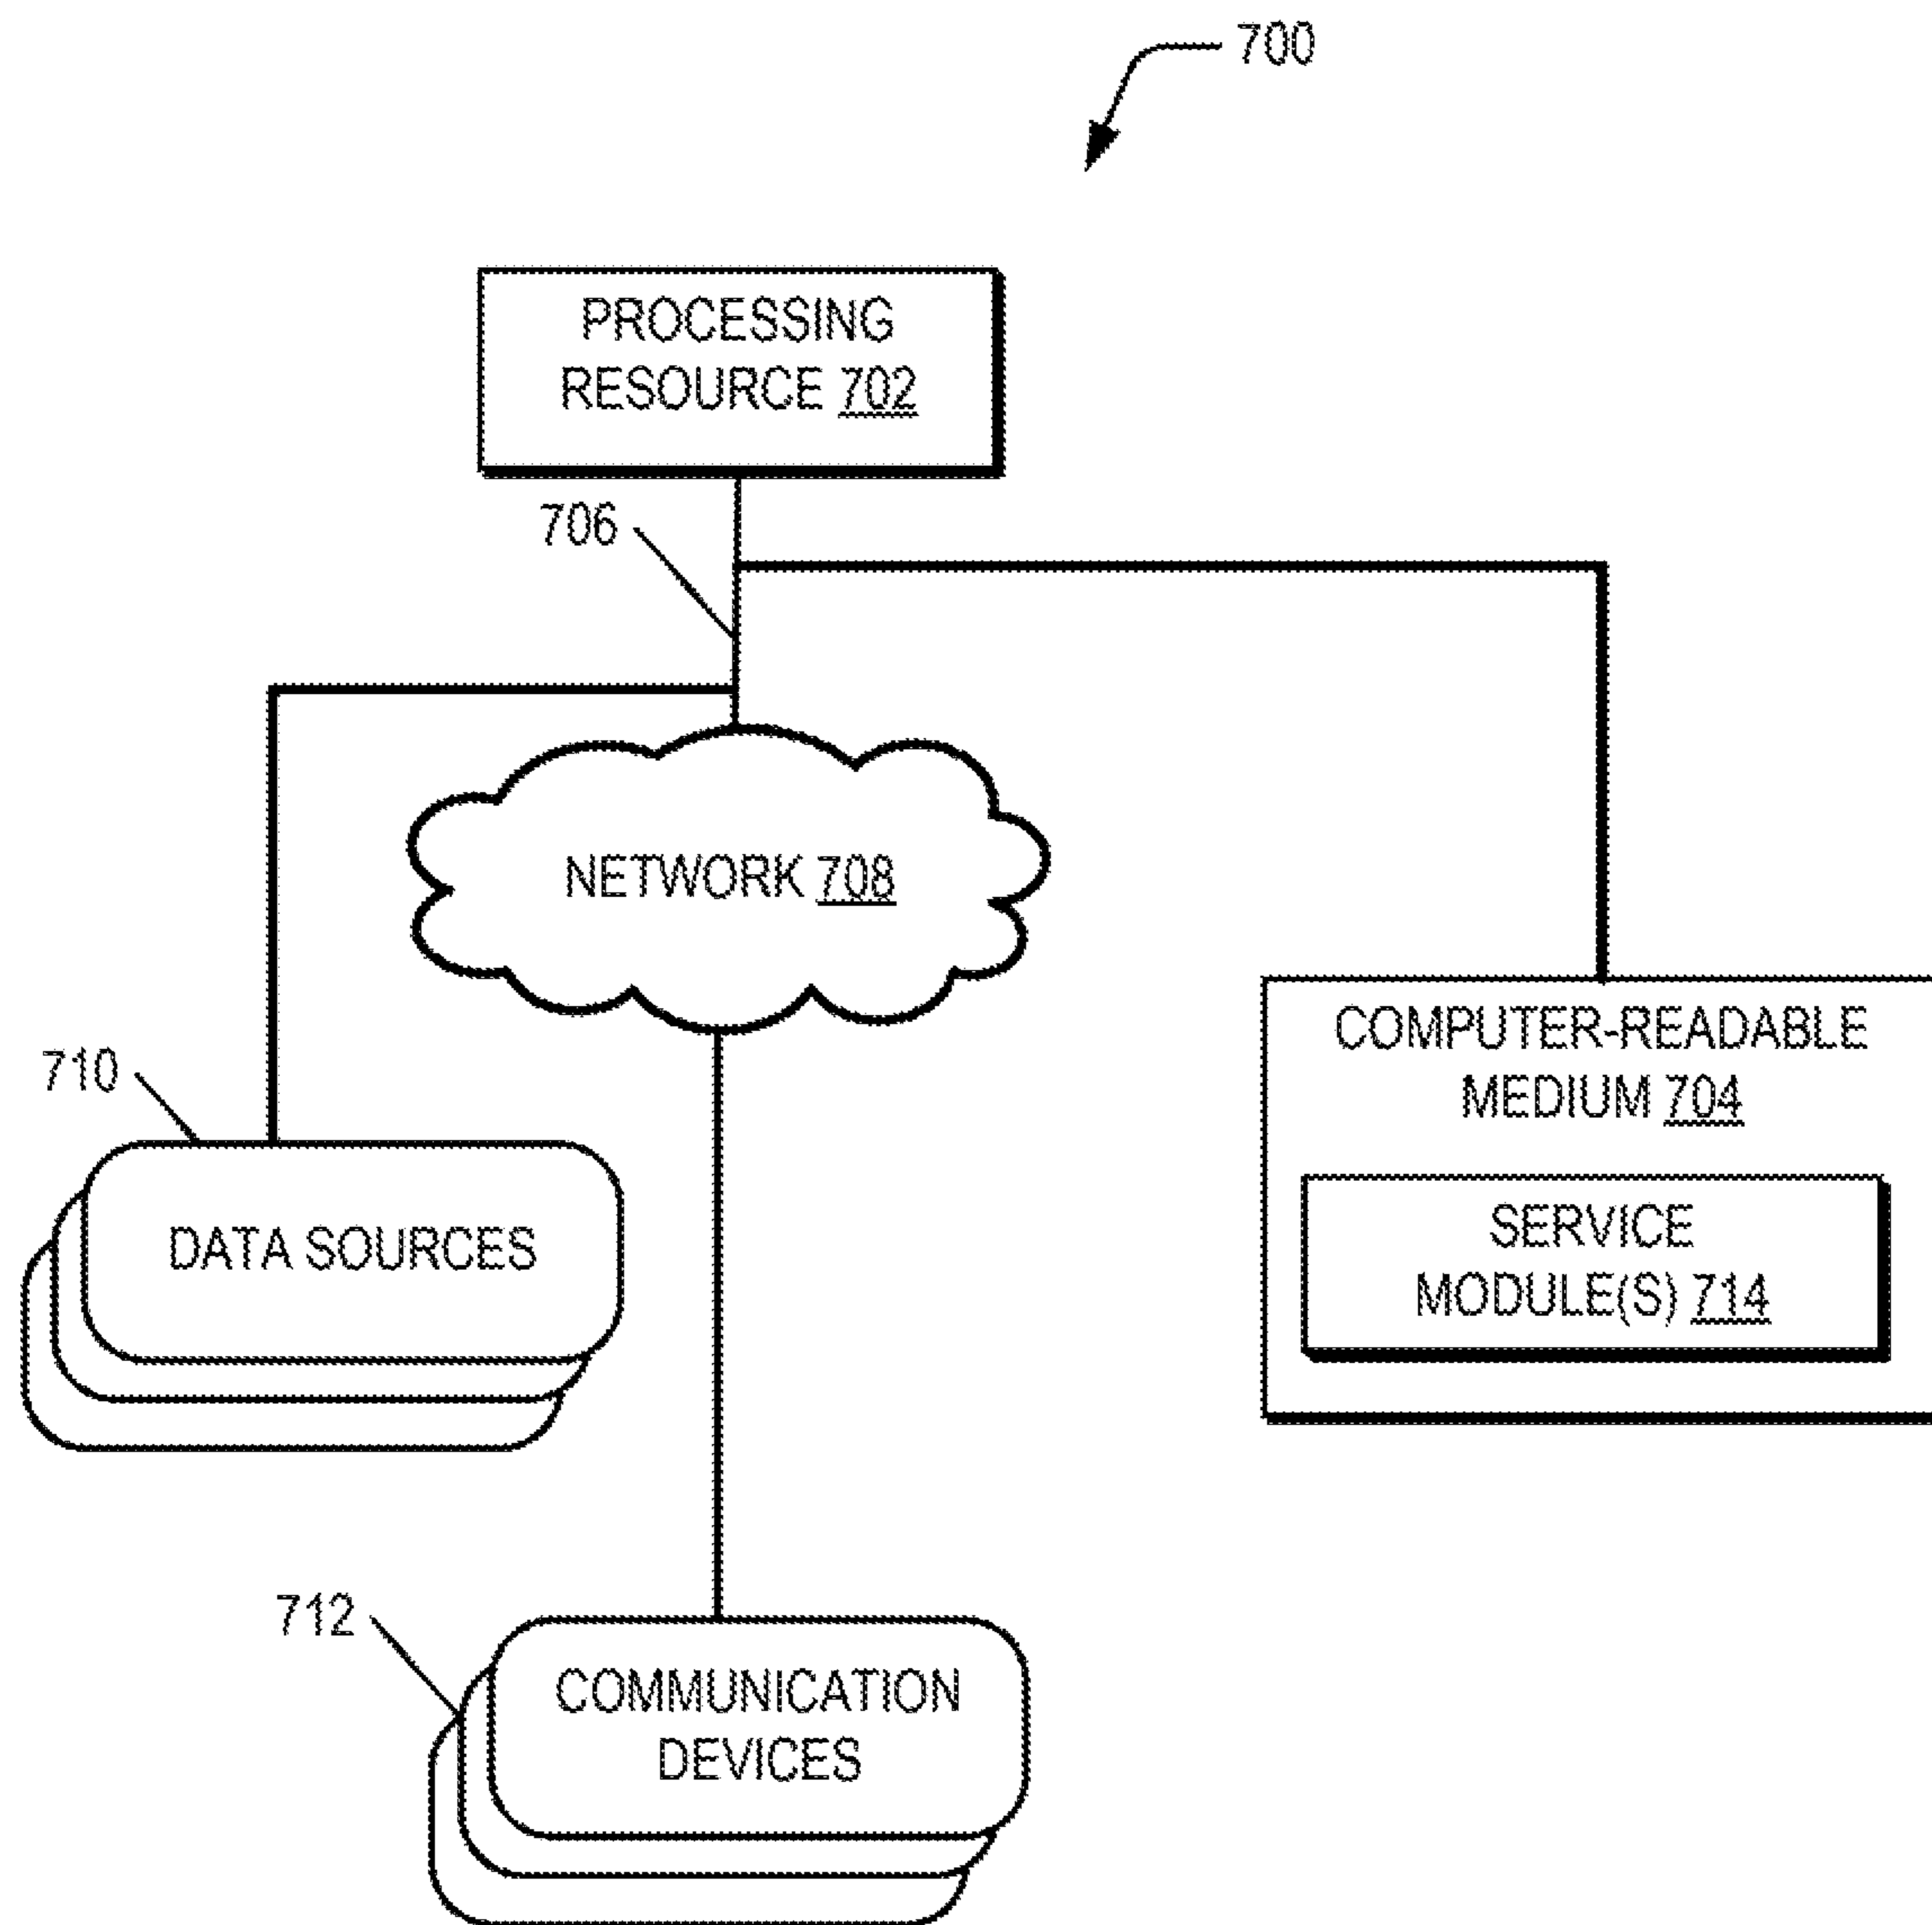 700
PROCESSING
RESOURCE 702
706
NETWORK 708
COMPUTER-READABLE
MEDIUM 704
710
DATA SOURCES
SERVICE
MODULE(S) 714
712
COMMUNICATION
DEVICES